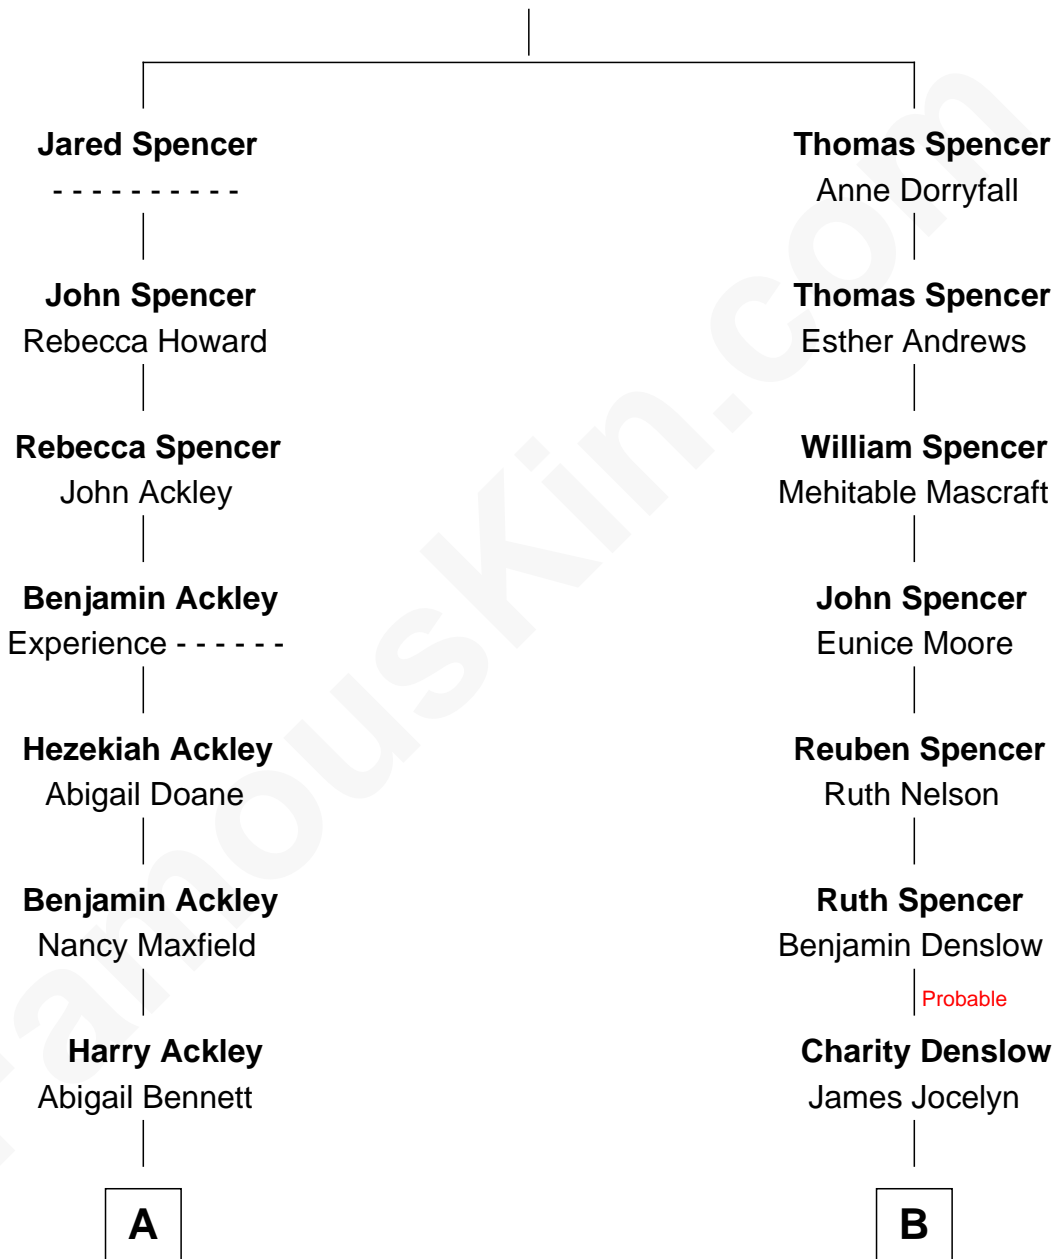 Jared Spencer
- - - - - - - - - -
John Spencer
Rebecca Howard
Rebecca Spencer
John Ackley
Benjamin Ackley
Experience - - - - - -
Hezekiah Ackley
Abigail Doane
Benjamin Ackley
Nancy Maxfield
Harry Ackley
Abigail Bennett
A
Thomas Spencer
Anne Dorryfall
Thomas Spencer
Esther Andrews
William Spencer
Mehitable Mascraft
John Spencer
Eunice Moore
Reuben Spencer
Ruth Nelson
Ruth Spencer
Benjamin Denslow
Probable
Charity Denslow
James Jocelyn
B
FamousKin.com